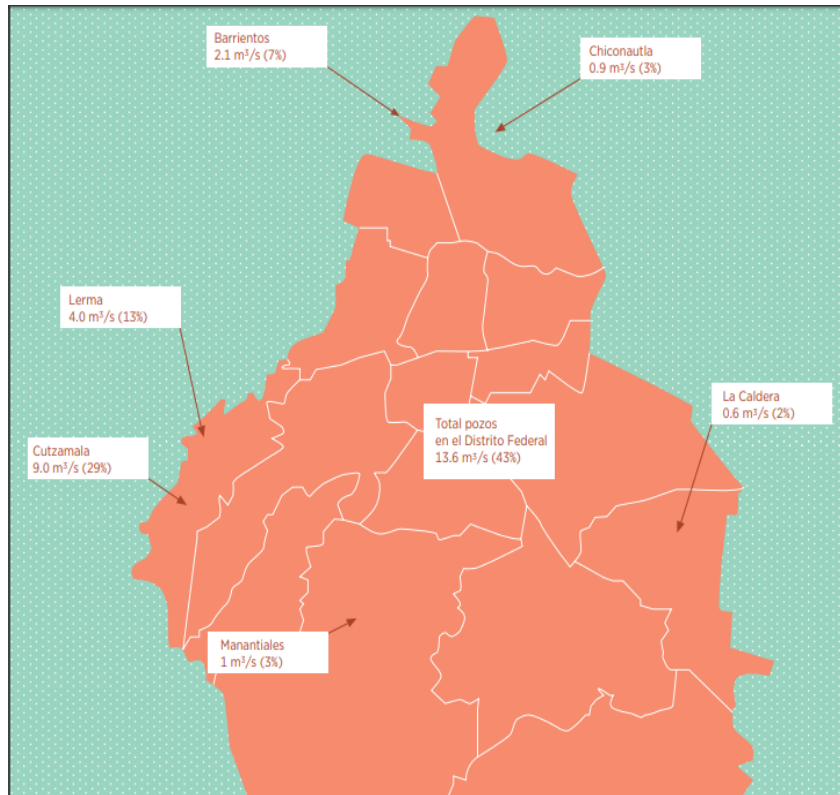 Barrientos
2.1 m³/s (7%)
Chiconautla
0.9 m³/s (3%)
Lerma
4.0 m³/s (13%)
La Caldera
0.6 m³/s (2%)
Total pozos
en el Distrito Federal
13.6 m³/s (43%)
Cutzamala
9.0 m³/s (29%)
Manantiales
1 m³/s (3%)